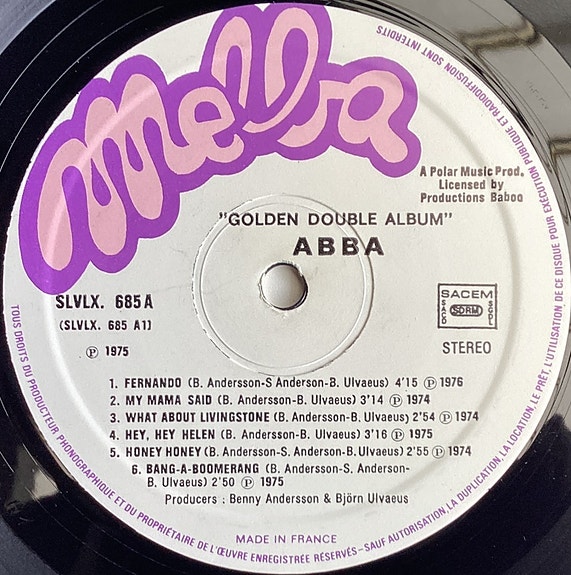 Melba
TOUS DROITS DU PRODUCTEUR PHONOGRAPHIQUE ET DU PROPRIÉTAIRE DE L'ŒUVRE ENREGISTRÉE RÉSERVÉS-SAUF AUTORISATION, LA DUPLICATION, LA LOCATION, LE PRÊT, L'UTILISATION DE CE DISQUE POUR EXÉCUTION PUBLIQUE ET RADIODIFFUSION SONT INTERDITS
A Polar Music Prod.
Licensed by
Productions Baboo
"GOLDEN DOUBLE ALBUM"
ABBA
SLVLX. 685 A
(SLVLX. 685 A1)
℗ 1975
SACEM
SACD SDRM SGDL
STEREO
1. FERNANDO (B. Andersson-S Anderson-B. Ulvaeus) 4'15 ℗ 1976
2. MY MAMA SAID (B. Andersson-B. Ulvaeus) 3'14 ℗ 1974
3. WHAT ABOUT LIVINGSTONE (B. Andersson-B. Ulvaeus) 2'54 ℗ 1974
4. HEY, HEY HELEN (B. Andersson-B. Ulvaeus) 3'16 ℗ 1975
5. HONEY HONEY (B. Andersson-S. Anderson-B. Ulvaeus) 2'55 ℗ 1974
6. BANG-A-BOOMERANG (B. Andersson-S. Anderson-
B. Ulvaeus) 2'50 ℗ 1975
Producers : Benny Andersson & Björn Ulvaeus
MADE IN FRANCE